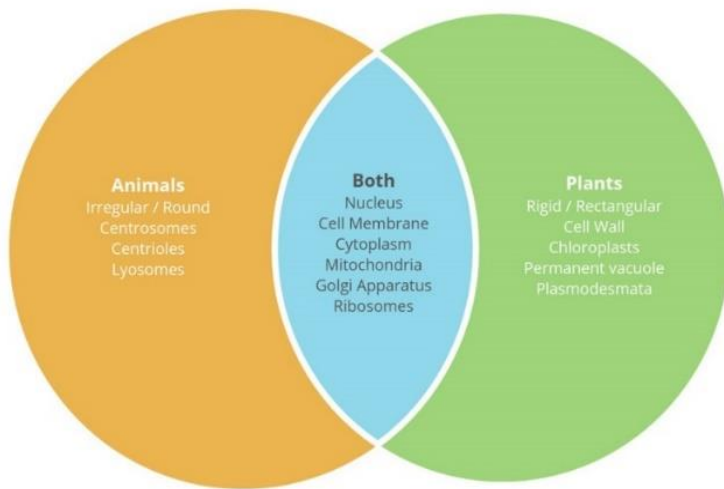 Animals
Irregular / Round
Centrosomes
Centrioles
Lyosomes
Both
Nucleus
Cell Membrane
Cytoplasm
Mitochondria
Golgi Apparatus
Ribosomes
Plants
Rigid / Rectangular
Cell Wall
Chloroplasts
Permanent vacuole
Plasmodesmata